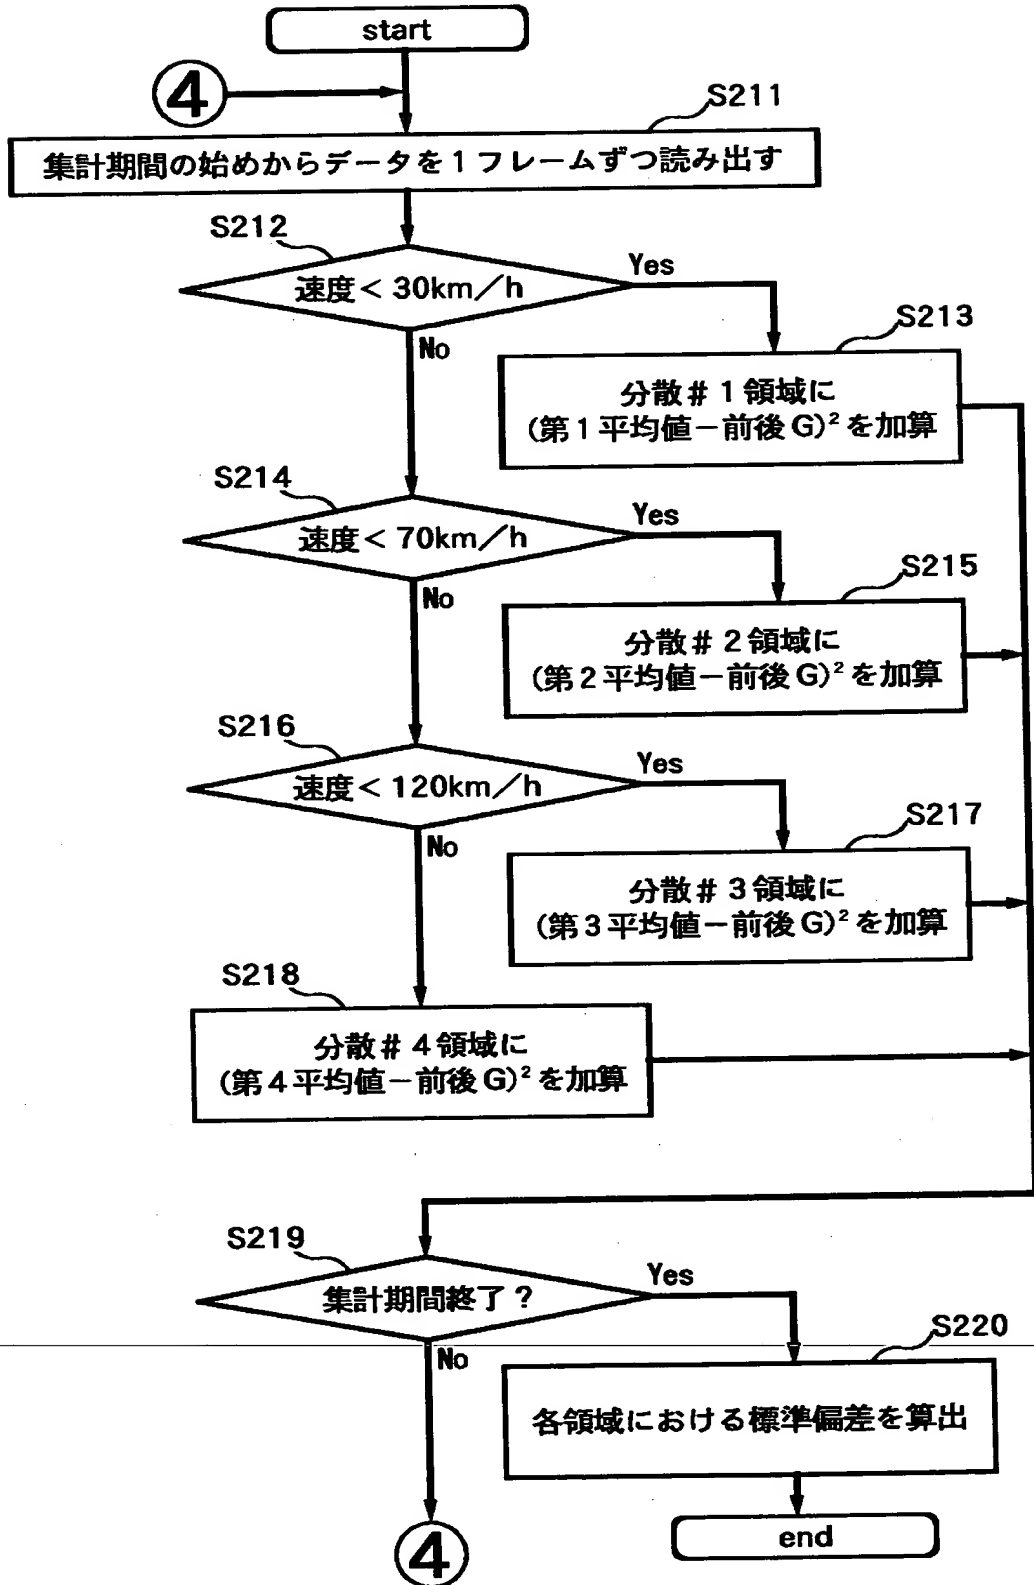 start
④
S211
集計期間の始めからデータを1フレームずつ読み出す
S212
速度<30km/h
Yes
No
S213
分散#1領域に
(第1平均値-前後G)²を加算
S214
速度<70km/h
Yes
No
S215
分散#2領域に
(第2平均値-前後G)²を加算
S216
速度<120km/h
Yes
No
S217
分散#3領域に
(第3平均値-前後G)²を加算
S218
分散#4領域に
(第4平均値-前後G)²を加算
S219
集計期間終了?
Yes
No
S220
各領域における標準偏差を算出
④
end